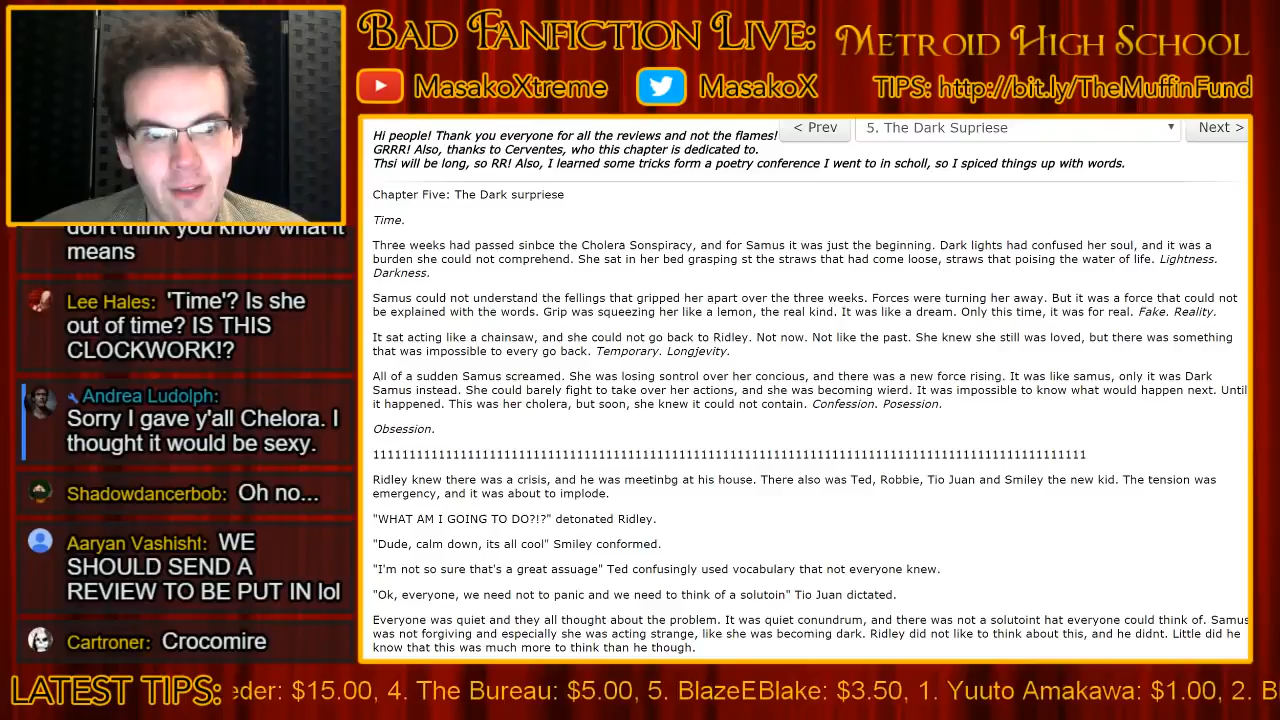 BAD FANFICTION LIVE:
METROID HIGH SCHOOL
MasakoXtreme
MasakoX
TIPS: http://bit.ly/TheMuffinFund
don't think you know what it
means
Lee Hales: 'Time'? Is she
out of time? IS THIS
CLOCKWORK!?
Andrea Ludolph:
Sorry I gave y'all Chelora. I
thought it would be sexy.
Shadowdancerbob: Oh no...
Aaryan Vashisht: WE
SHOULD SEND A
REVIEW TO BE PUT IN lol
Cartroner: Crocomire
Hi people! Thank you everyone for all the reviews and not the flames!
< Prev
5. The Dark Supriese
Next >
GRRR! Also, thanks to Cerventes, who this chapter is dedicated to.
Thsi will be long, so RR! Also, I learned some tricks form a poetry conference I went to in scholl, so I spiced things up with words.
Chapter Five: The Dark surpriese
Time.
Three weeks had passed sinbce the Cholera Sonspiracy, and for Samus it was just the beginning. Dark lights had confused her soul, and it was a
burden she could not comprehend. She sat in her bed grasping st the straws that had come loose, straws that poising the water of life. Lightness.
Darkness.
Samus could not understand the fellings that gripped her apart over the three weeks. Forces were turning her away. But it was a force that could not
be explained with the words. Grip was squeezing her like a lemon, the real kind. It was like a dream. Only this time, it was for real. Fake. Reality.
It sat acting like a chainsaw, and she could not go back to Ridley. Not now. Not like the past. She knew she still was loved, but there was something
that was impossible to every go back. Temporary. Longjevity.
All of a sudden Samus screamed. She was losing sontrol over her concious, and there was a new force rising. It was like samus, only it was Dark
Samus instead. She could barely fight to take over her actions, and she was becoming wierd. It was impossible to know what would happen next. Until
it happened. This was her cholera, but soon, she knew it could not contain. Confession. Posession.
Obsession.
Ridley knew there was a crisis, and he was meetinbg at his house. There also was Ted, Robbie, Tio Juan and Smiley the new kid. The tension was
emergency, and it was about to implode.
"WHAT AM I GOING TO DO?!?" detonated Ridley.
"Dude, calm down, its all cool" Smiley conformed.
"I'm not so sure that's a great assuage" Ted confusingly used vocabulary that not everyone knew.
"Ok, everyone, we need not to panic and we need to think of a solutoin" Tio Juan dictated.
Everyone was quiet and they all thought about the problem. It was quiet conundrum, and there was not a solutoint hat everyone could think of. Samus
was not forgiving and especially she was acting strange, like she was becoming dark. Ridley did not like to think about this, and he didnt. Little did he
know that this was much more to think than he though.
LATEST TIPS: eder: $15.00, 4. The Bureau: $5.00, 5. BlazeEBlake: $3.50, 1. Yuuto Amakawa: $1.00, 2. B